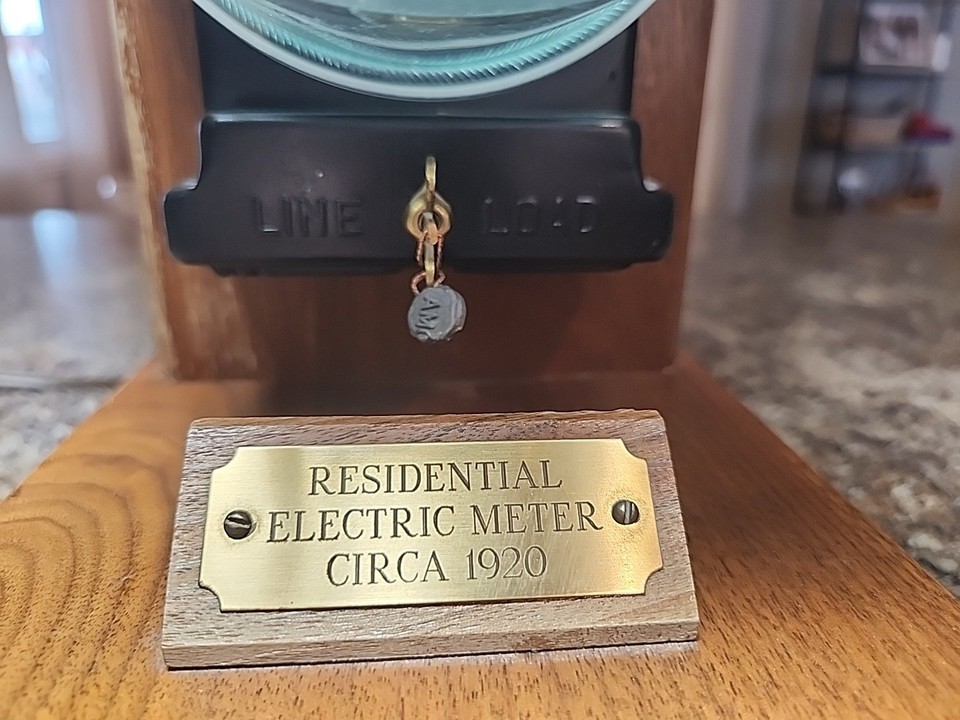 LINE LOAD
RESIDENTIAL
ELECTRIC METER
CIRCA 1920